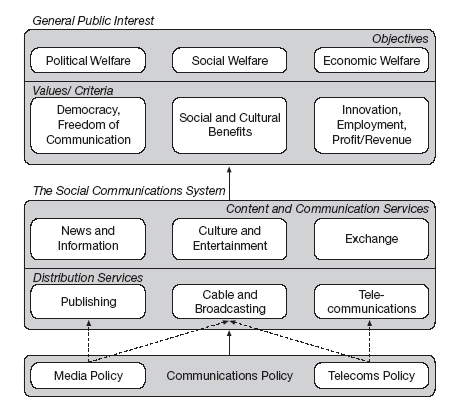 General Public Interest
Objectives
Political Welfare
Social Welfare
Economic Welfare
Values/ Criteria
Democracy,
Freedom of
Communication
Social and Cultural
Benefits
Innovation,
Employment,
Profit/Revenue
The Social Communications System
Content and Communication Services
News and
Information
Culture and
Entertainment
Exchange
Distribution Services
Publishing
Cable and
Broadcasting
Tele-
communications
Media Policy
Communications Policy
Telecoms Policy